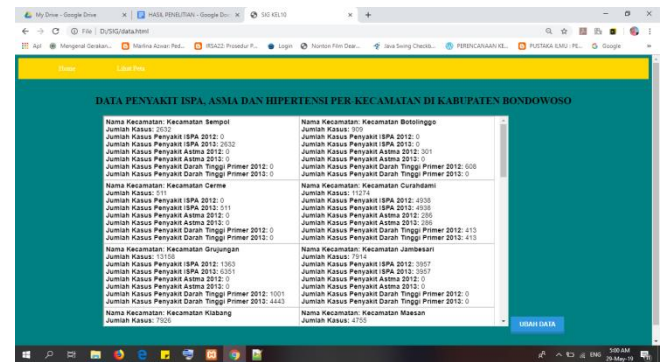 My Drive - Google Drive
HASIL PENELITIAN - Google Do
SIG KEL10
File | D:/SIG/data.html
Apl
Mengenal Gerakan...
Marlina Azwar: Ped...
IRSA22: Prosedur P...
Login
Nonton Film Dear...
Java Swing Checkb...
PERENCANAAN KE...
PUSTAKA ILMU : PE...
Google
Home
Lihat Peta
DATA PENYAKIT ISPA, ASMA DAN HIPERTENSI PER-KECAMATAN DI KABUPATEN BONDOWOSO
Nama Kecamatan: Kecamatan Sempol
Jumlah Kasus: 2632
Jumlah Kasus Penyakit ISPA 2012: 0
Jumlah Kasus Penyakit ISPA 2013: 2632
Jumlah Kasus Penyakit Astma 2012: 0
Jumlah Kasus Penyakit Astma 2013: 0
Jumlah Kasus Penyakit Darah Tinggi Primer 2012: 0
Jumlah Kasus Penyakit Darah Tinggi Primer 2013: 0
Nama Kecamatan: Kecamatan Botolinggo
Jumlah Kasus: 909
Jumlah Kasus Penyakit ISPA 2012: 0
Jumlah Kasus Penyakit ISPA 2013: 0
Jumlah Kasus Penyakit Astma 2012: 301
Jumlah Kasus Penyakit Astma 2013: 0
Jumlah Kasus Penyakit Darah Tinggi Primer 2012: 608
Jumlah Kasus Penyakit Darah Tinggi Primer 2013: 0
Nama Kecamatan: Kecamatan Cerme
Jumlah Kasus: 511
Jumlah Kasus Penyakit ISPA 2012: 0
Jumlah Kasus Penyakit ISPA 2013: 511
Jumlah Kasus Penyakit Astma 2012: 0
Jumlah Kasus Penyakit Astma 2013: 0
Jumlah Kasus Penyakit Darah Tinggi Primer 2012: 0
Jumlah Kasus Penyakit Darah Tinggi Primer 2013: 0
Nama Kecamatan: Kecamatan Curahdami
Jumlah Kasus: 11274
Jumlah Kasus Penyakit ISPA 2012: 4938
Jumlah Kasus Penyakit ISPA 2013: 4938
Jumlah Kasus Penyakit Astma 2012: 286
Jumlah Kasus Penyakit Astma 2013: 286
Jumlah Kasus Penyakit Darah Tinggi Primer 2012: 413
Jumlah Kasus Penyakit Darah Tinggi Primer 2013: 413
Nama Kecamatan: Kecamatan Grujungan
Jumlah Kasus: 13158
Jumlah Kasus Penyakit ISPA 2012: 1363
Jumlah Kasus Penyakit ISPA 2013: 6351
Jumlah Kasus Penyakit Astma 2012: 0
Jumlah Kasus Penyakit Astma 2013: 0
Jumlah Kasus Penyakit Darah Tinggi Primer 2012: 1001
Jumlah Kasus Penyakit Darah Tinggi Primer 2013: 4443
Nama Kecamatan: Kecamatan Jambesari
Jumlah Kasus: 7914
Jumlah Kasus Penyakit ISPA 2012: 3957
Jumlah Kasus Penyakit ISPA 2013: 3957
Jumlah Kasus Penyakit Astma 2012: 0
Jumlah Kasus Penyakit Astma 2013: 0
Jumlah Kasus Penyakit Darah Tinggi Primer 2012: 0
Jumlah Kasus Penyakit Darah Tinggi Primer 2013: 0
Nama Kecamatan: Kecamatan Klabang
Jumlah Kasus: 7926
Nama Kecamatan: Kecamatan Maesan
Jumlah Kasus: 4755
UBAH DATA
ENG
5:00 AM
29-May-19